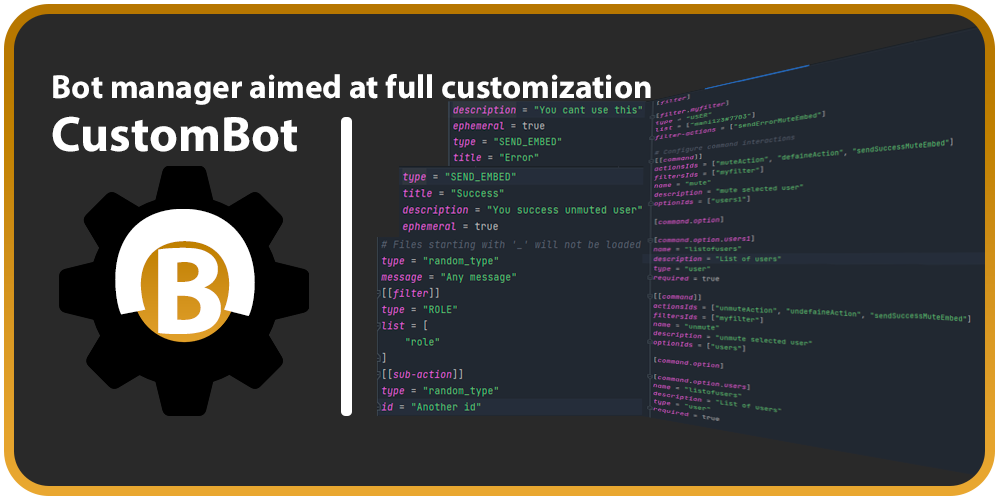 Bot manager aimed at full customization
CustomBot
B
description = "You cant use this"
ephemeral = true
type = "SEND_EMBED"
title = "Error"
type = "SEND_EMBED"
title = "Success"
description = "You success unmuted user"
ephemeral = true
# Files starting with '_' will not be loaded
type = "random_type"
message = "Any message"
[[filter]]
type = "ROLE"
list = [
"role"
]
[[sub-action]]
type = "random_type"
id = "Another id"
[filter.myfilter]
type = "USER"
filter-actions = ["sendErrorMuteEmbed"]
# Configure command interactions
[[command]]
actionsIds = ["muteAction", "defaineAction", "sendSuccessMuteEmbed"]
filtersIds = ["myfilter"]
name = "mute"
description = "mute selected user"
optionIds = ["users1"]
[command.option]
[command.option.users1]
name = "listofusers"
description = "List of users"
type = "user"
required = true
[[command]]
actionsIds = ["unmuteAction", "undefaineAction", "sendSuccessMuteEmbed"]
filtersIds = ["myfilter"]
name = "unmute"
description = "unmute selected user"
optionIds = ["users"]
[command.option]
[command.option.users]
name = "listofusers"
description = "List of users"
type = "user"
required = true